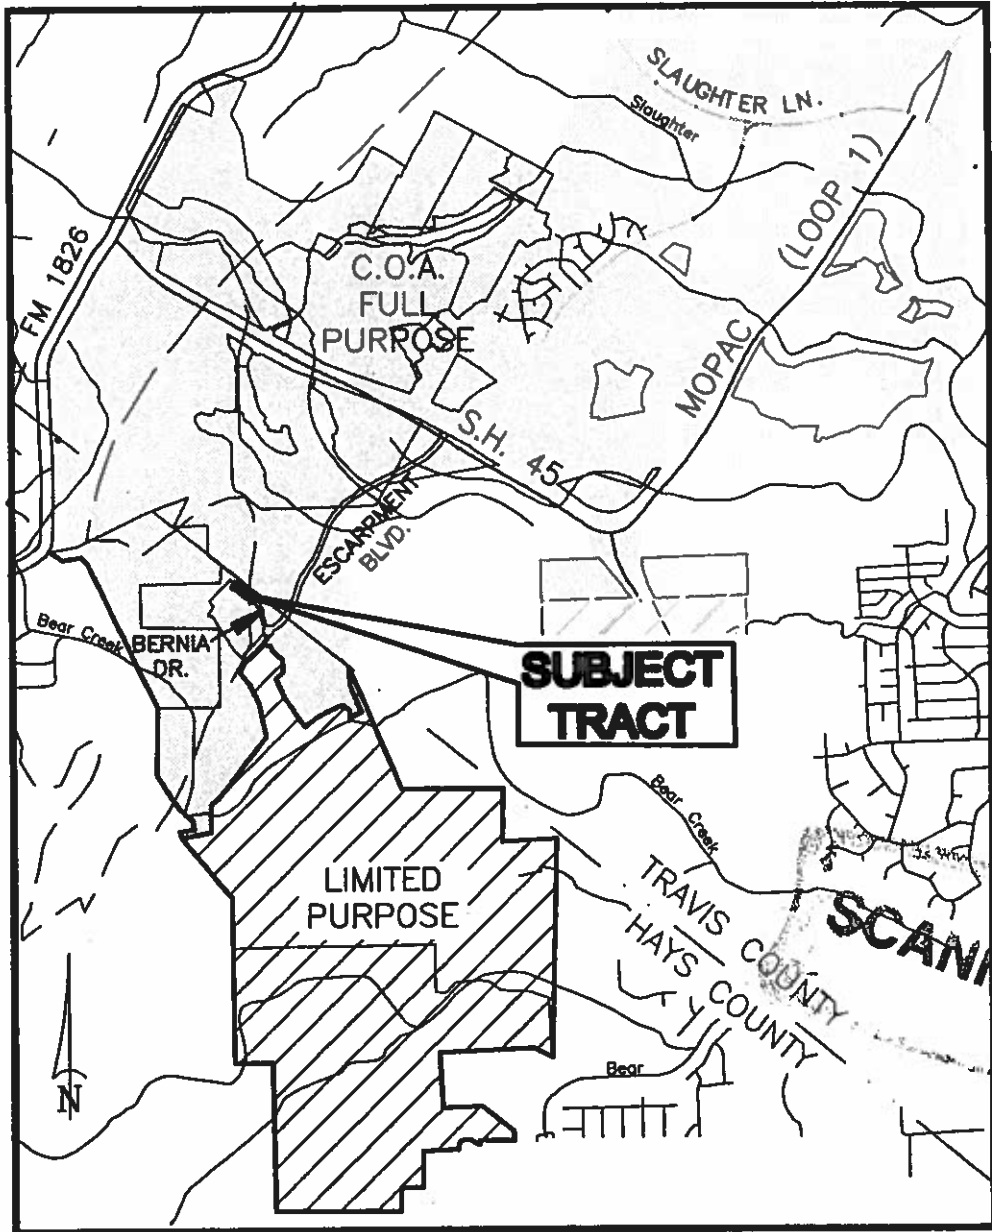 SLAUGHTER LN.
Slaughter
MOPAC (LOOP 1)
FM 1826
C.O.A.
FULL
PURPOSE
S.H. 45
ESCARPMENT
BLVD.
Bear Creek
BERNIA
DR.
SUBJECT
TRACT
Bear Creek
LIMITED
PURPOSE
TRAVIS COUNTY
HAYS COUNTY
SCAN
Bear
N